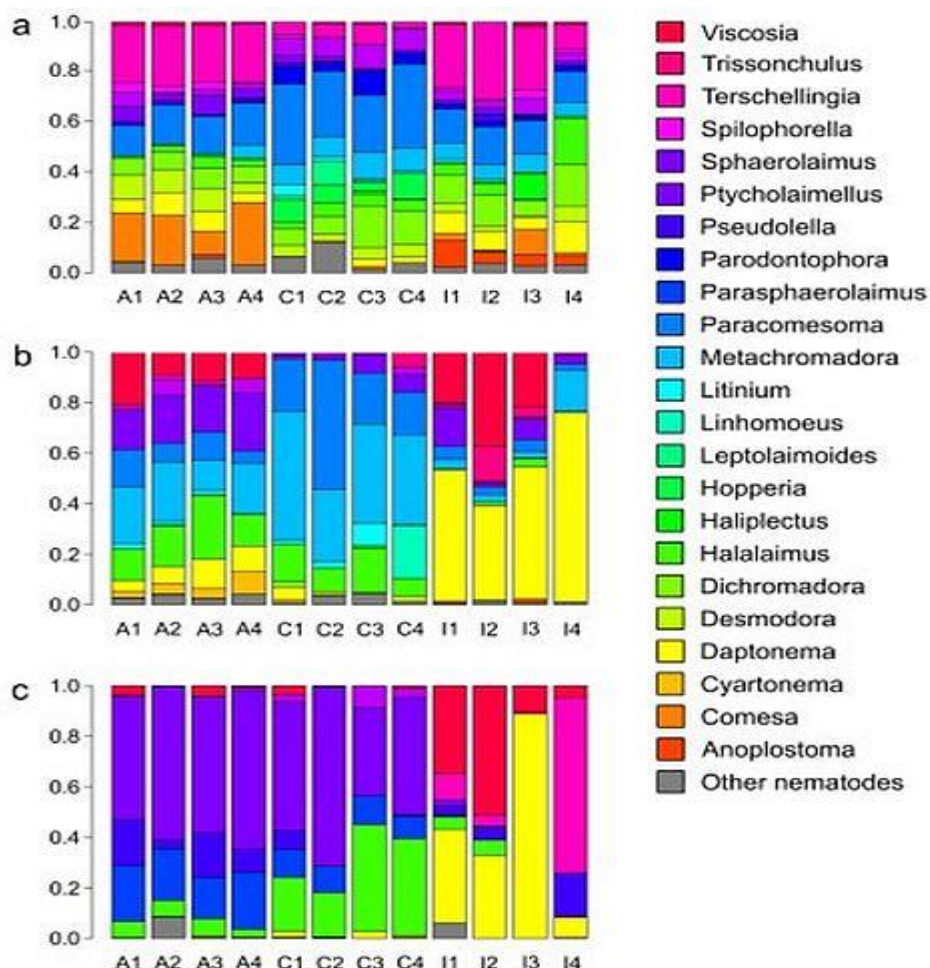 a
1.0
0.8
0.6
0.4
0.2
0.0
A1 A2 A3 A4 C1 C2 C3 C4 I1 I2 I3 I4
b
1.0
0.8
0.6
0.4
0.2
0.0
A1 A2 A3 A4 C1 C2 C3 C4 I1 I2 I3 I4
c
1.0
0.8
0.6
0.4
0.2
0.0
A1 A2 A3 A4 C1 C2 C3 C4 I1 I2 I3 I4
Viscosia
Trissonchulus
Terschellingia
Spilophorella
Sphaerolaimus
Ptycholaimellus
Pseudolella
Parodontophora
Parasphaerolaimus
Paracomesoma
Metachromadora
Litinium
Linhomoeus
Leptolaimoides
Hopperia
Haliplectus
Halalaimus
Dichromadora
Desmodora
Daptonema
Cyartonema
Comesa
Anoplostoma
Other nematodes